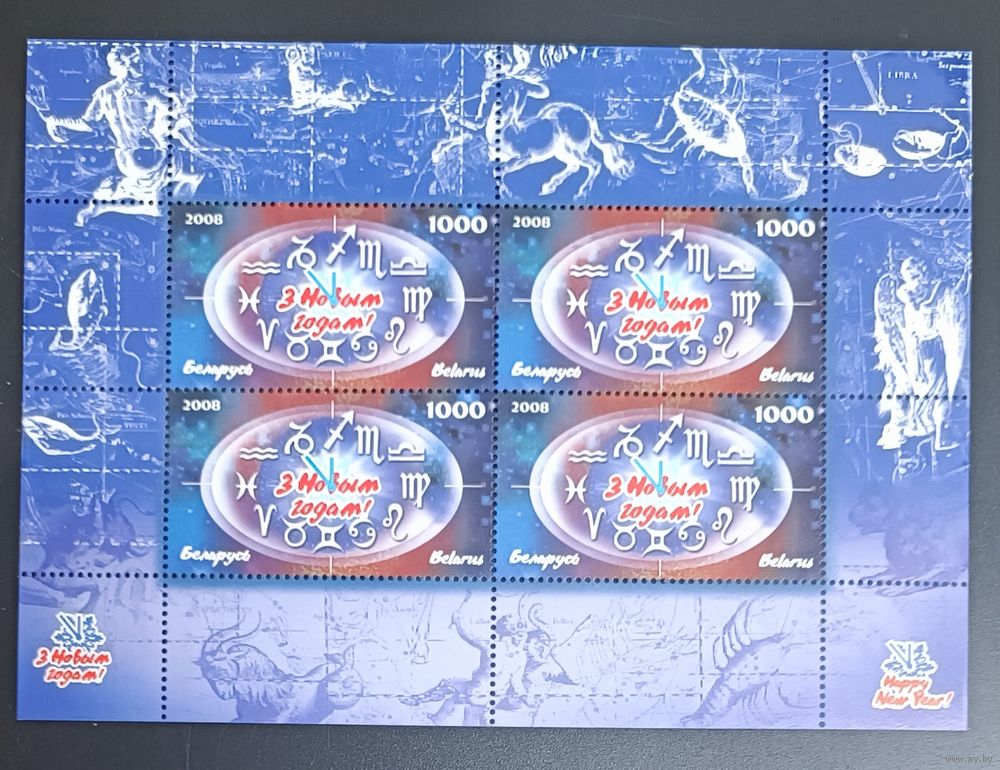 LIBRA
2008 1000
З Новым
годам!
Беларусь Belarus
2008 1000
З Новым
годам!
Беларусь Belarus
2008 1000
З Новым
годам!
Беларусь Belarus
2008 1000
З Новым
годам!
Беларусь Belarus
З Новым
годам!
Happy
New Year!
www.ay.by